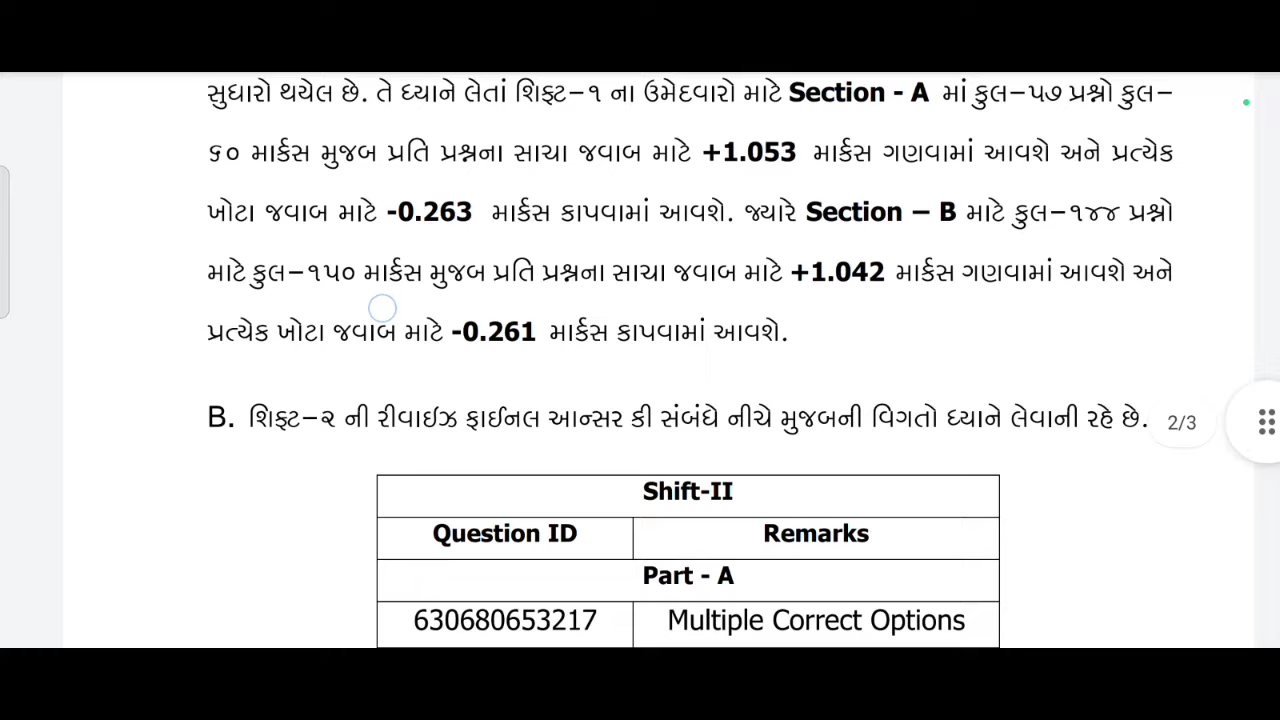 સુધારો થયેલ છે. તે ધ્યાને લેતાં શિફ્ટ-૧ ના ઉમેદવારો માટે Section - A માં કુલ-૫૭ પ્રશ્નો કુલ-
૬૦ માર્કસ મુજબ પ્રતિ પ્રશ્નના સાચા જવાબ માટે +1.053 માર્કસ ગણવામાં આવશે અને પ્રત્યેક
ખોટા જવાબ માટે -0.263 માર્કસ કાપવામાં આવશે. જ્યારે Section – B માટે કુલ-૧૪૪ પ્રશ્નો
માટે કુલ-૧૫૦ માર્કસ મુજબ પ્રતિ પ્રશ્નના સાચા જવાબ માટે +1.042 માર્કસ ગણવામાં આવશે અને
પ્રત્યેક ખોટા જવાબ માટે -0.261 માર્કસ કાપવામાં આવશે.
B. શિફ્ટ-૨ ની રીવાઇઝ ફાઈનલ આન્સર કી સંબંધે નીચે મુજબની વિગતો ધ્યાને લેવાની રહે છે.
2/3
Shift-II
Question ID Remarks
Part - A
630680653217 Multiple Correct Options